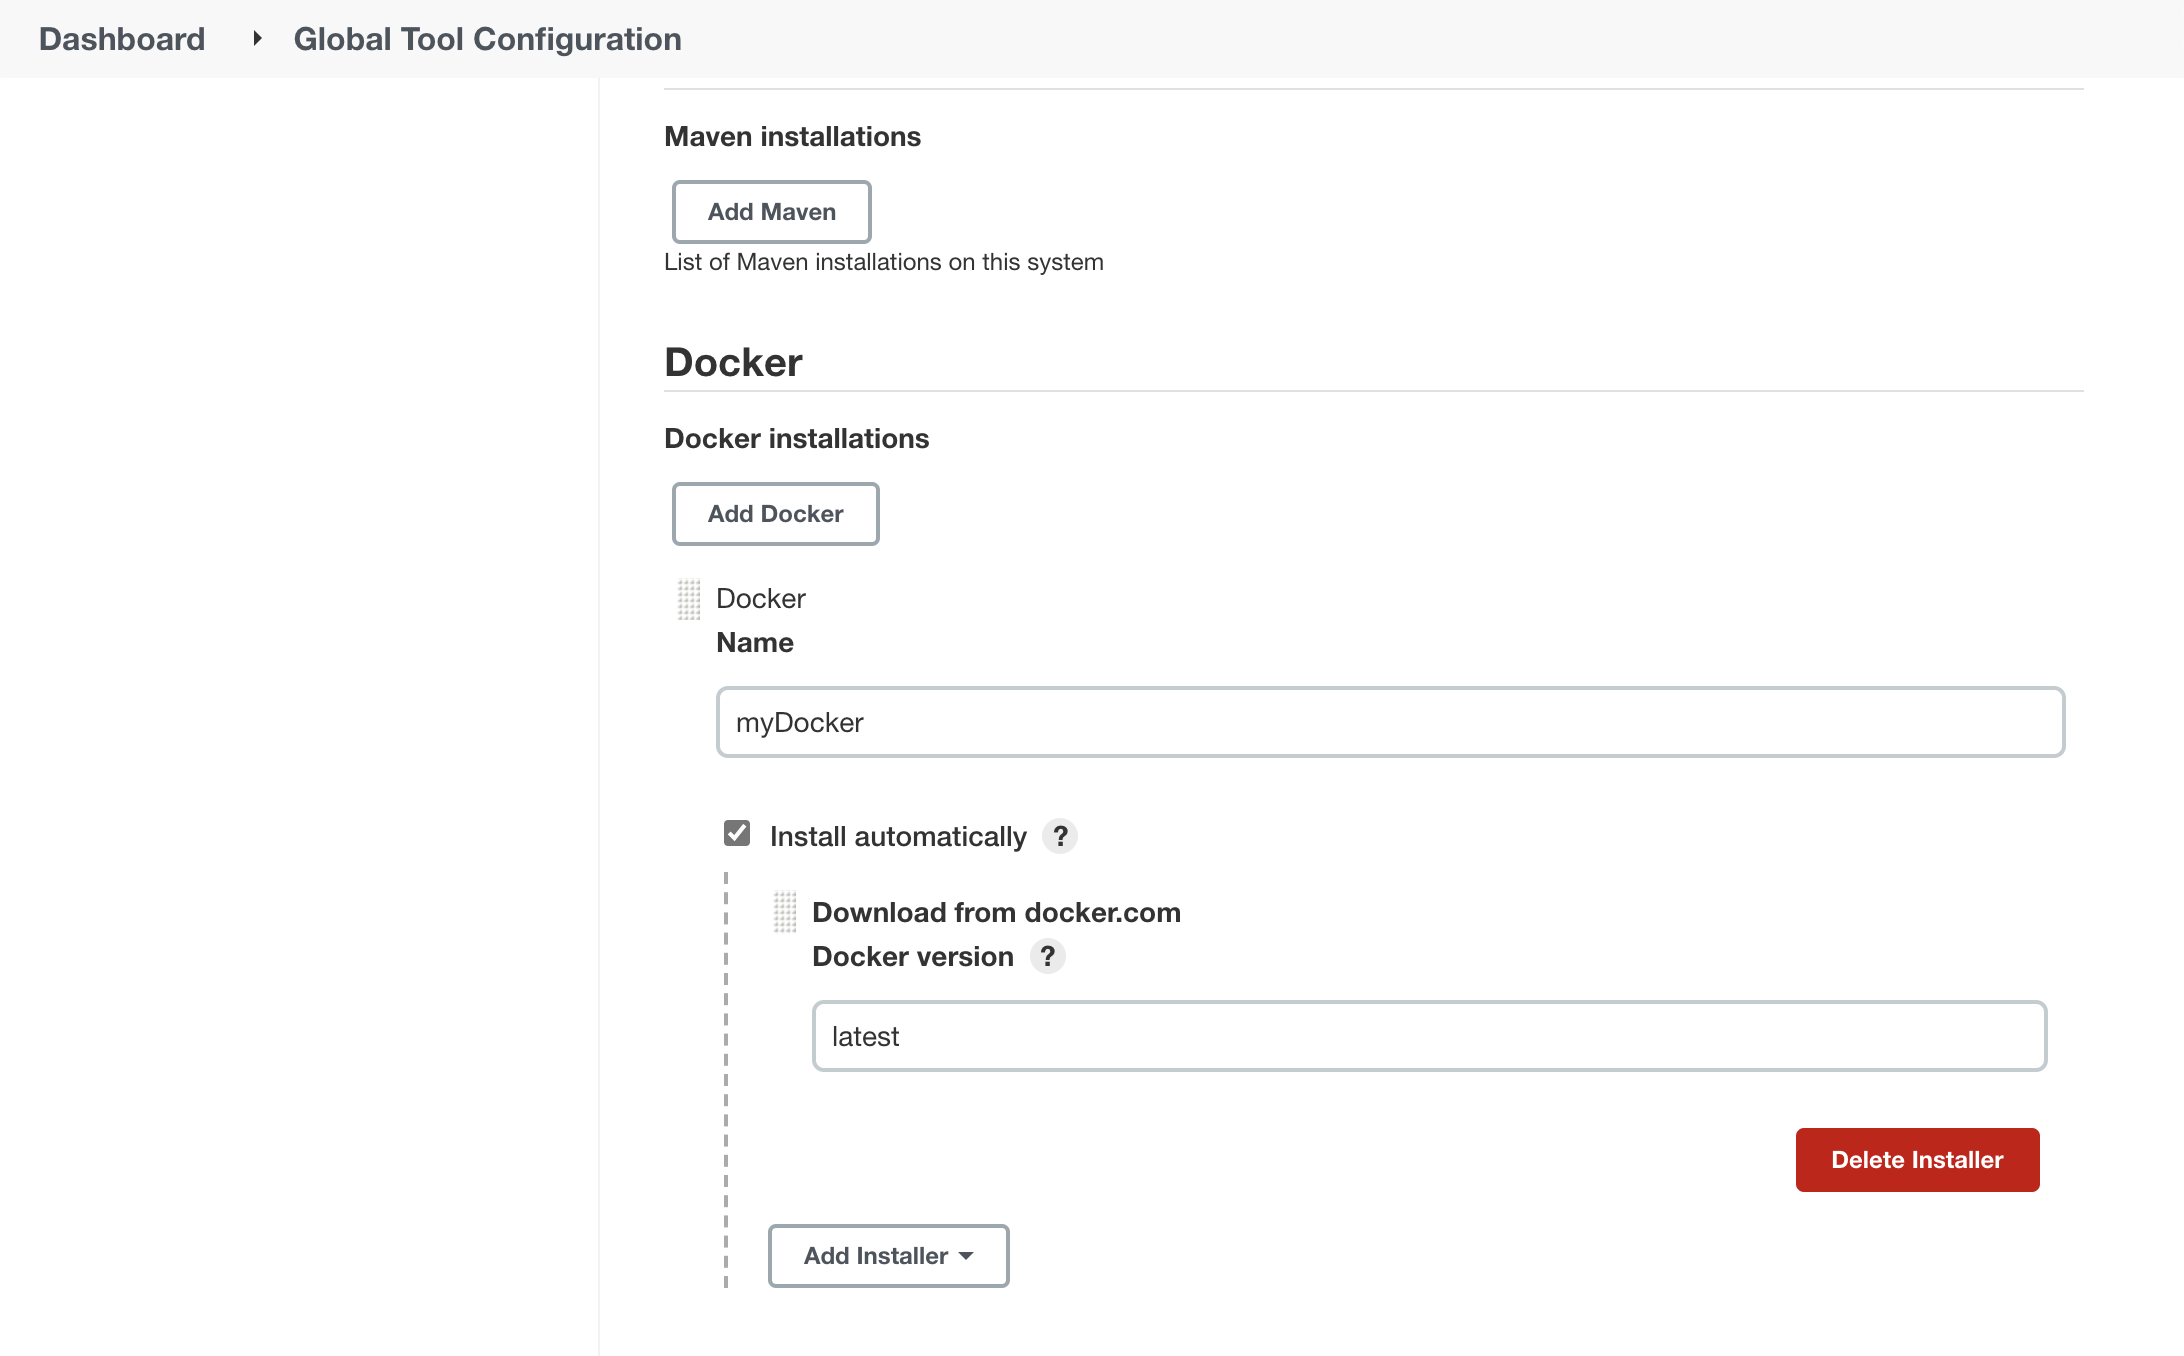 Dashboard
Global Tool Configuration
Maven installations
Add Maven
List of Maven installations on this system
Docker
Docker installations
Add Docker
Docker
Name
myDocker
Install automatically ?
Download from docker.com
Docker version ?
latest
Delete Installer
Add Installer